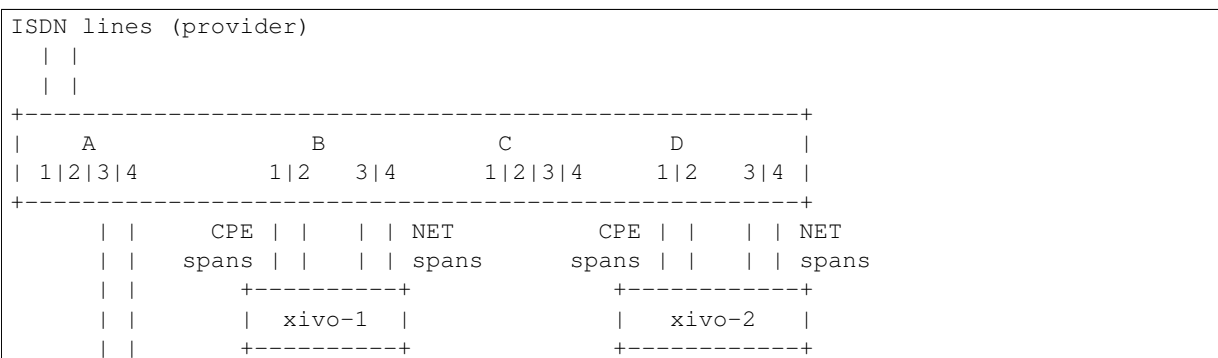 ISDN lines (provider)
  | |
  | |
+------------------------------------------------------+
|    A               B            C           D        |
| 1|2|3|4         1|2   3|4      1|2|3|4     1|2   3|4 |
+------------------------------------------------------+
      | |     CPE | |   | | NET          CPE | |   | | NET
      | |   spans | |   | | spans      spans | |   | | spans
      | |       +----------+              +------------+
      | |       |  xivo-1  |              |   xivo-2   |
      | |       +----------+              +------------+